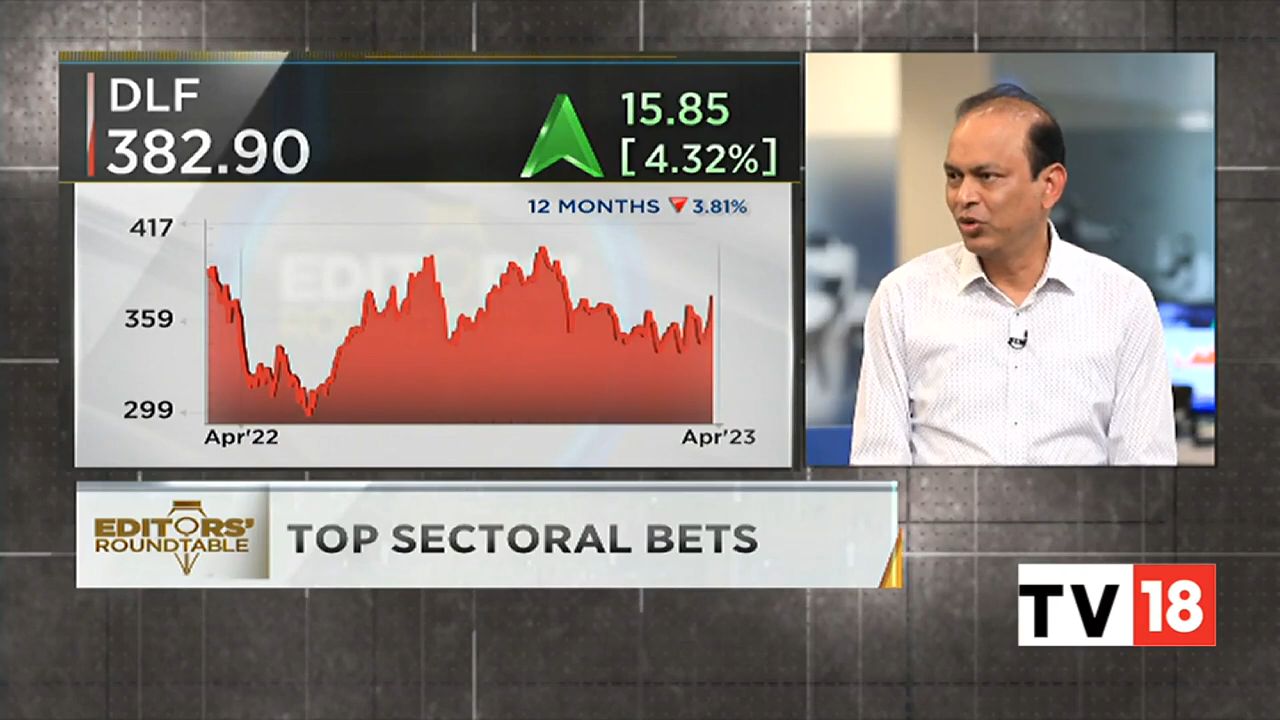 DLF
382.90
15.85
[ 4.32%]
12 MONTHS 3.81%
417
359
299
Apr'22
Apr'23
EDITORS'
ROUNDTABLE
TOP SECTORAL BETS
TV18